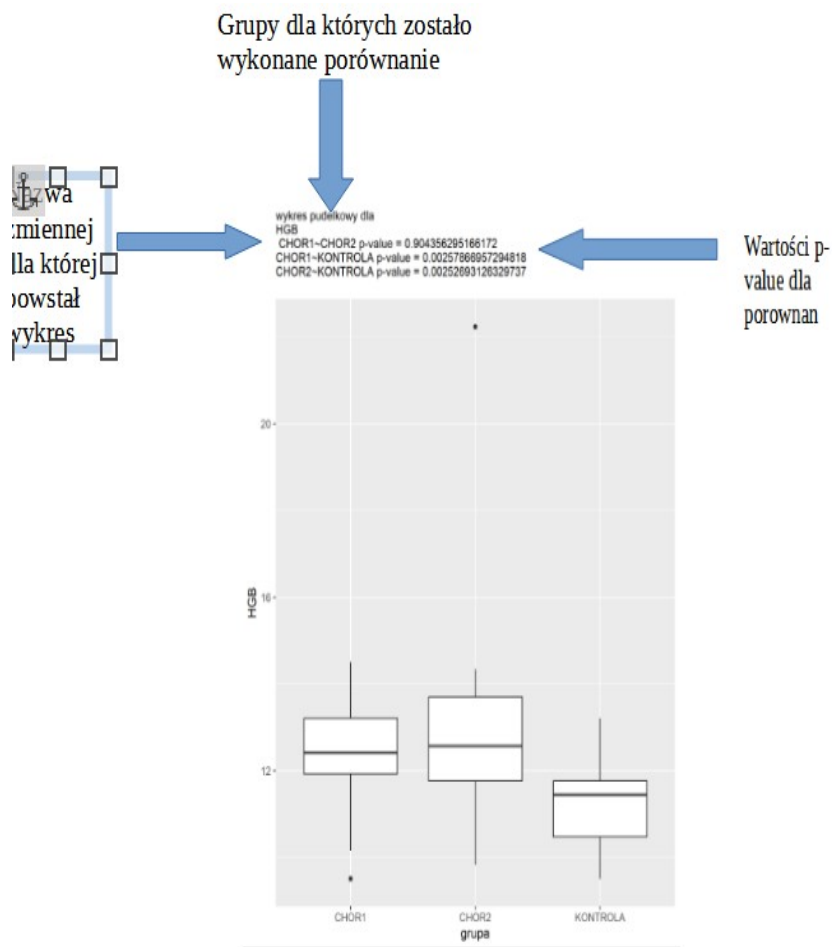 Grupy dla których zostało
wykonane porównanie
zwa
zmiennej
dla której
powstał
wykres
wykres pudełkowy dla
HGB
CHOR1~CHOR2 p-value = 0.904356295166172
CHOR1~KONTROLA p-value = 0.00257866957294818
CHOR2~KONTROLA p-value = 0.00252693126329737
Wartości p-
value dla
porownan
HGB
20
16
12
CHOR1
CHOR2
KONTROLA
grupa